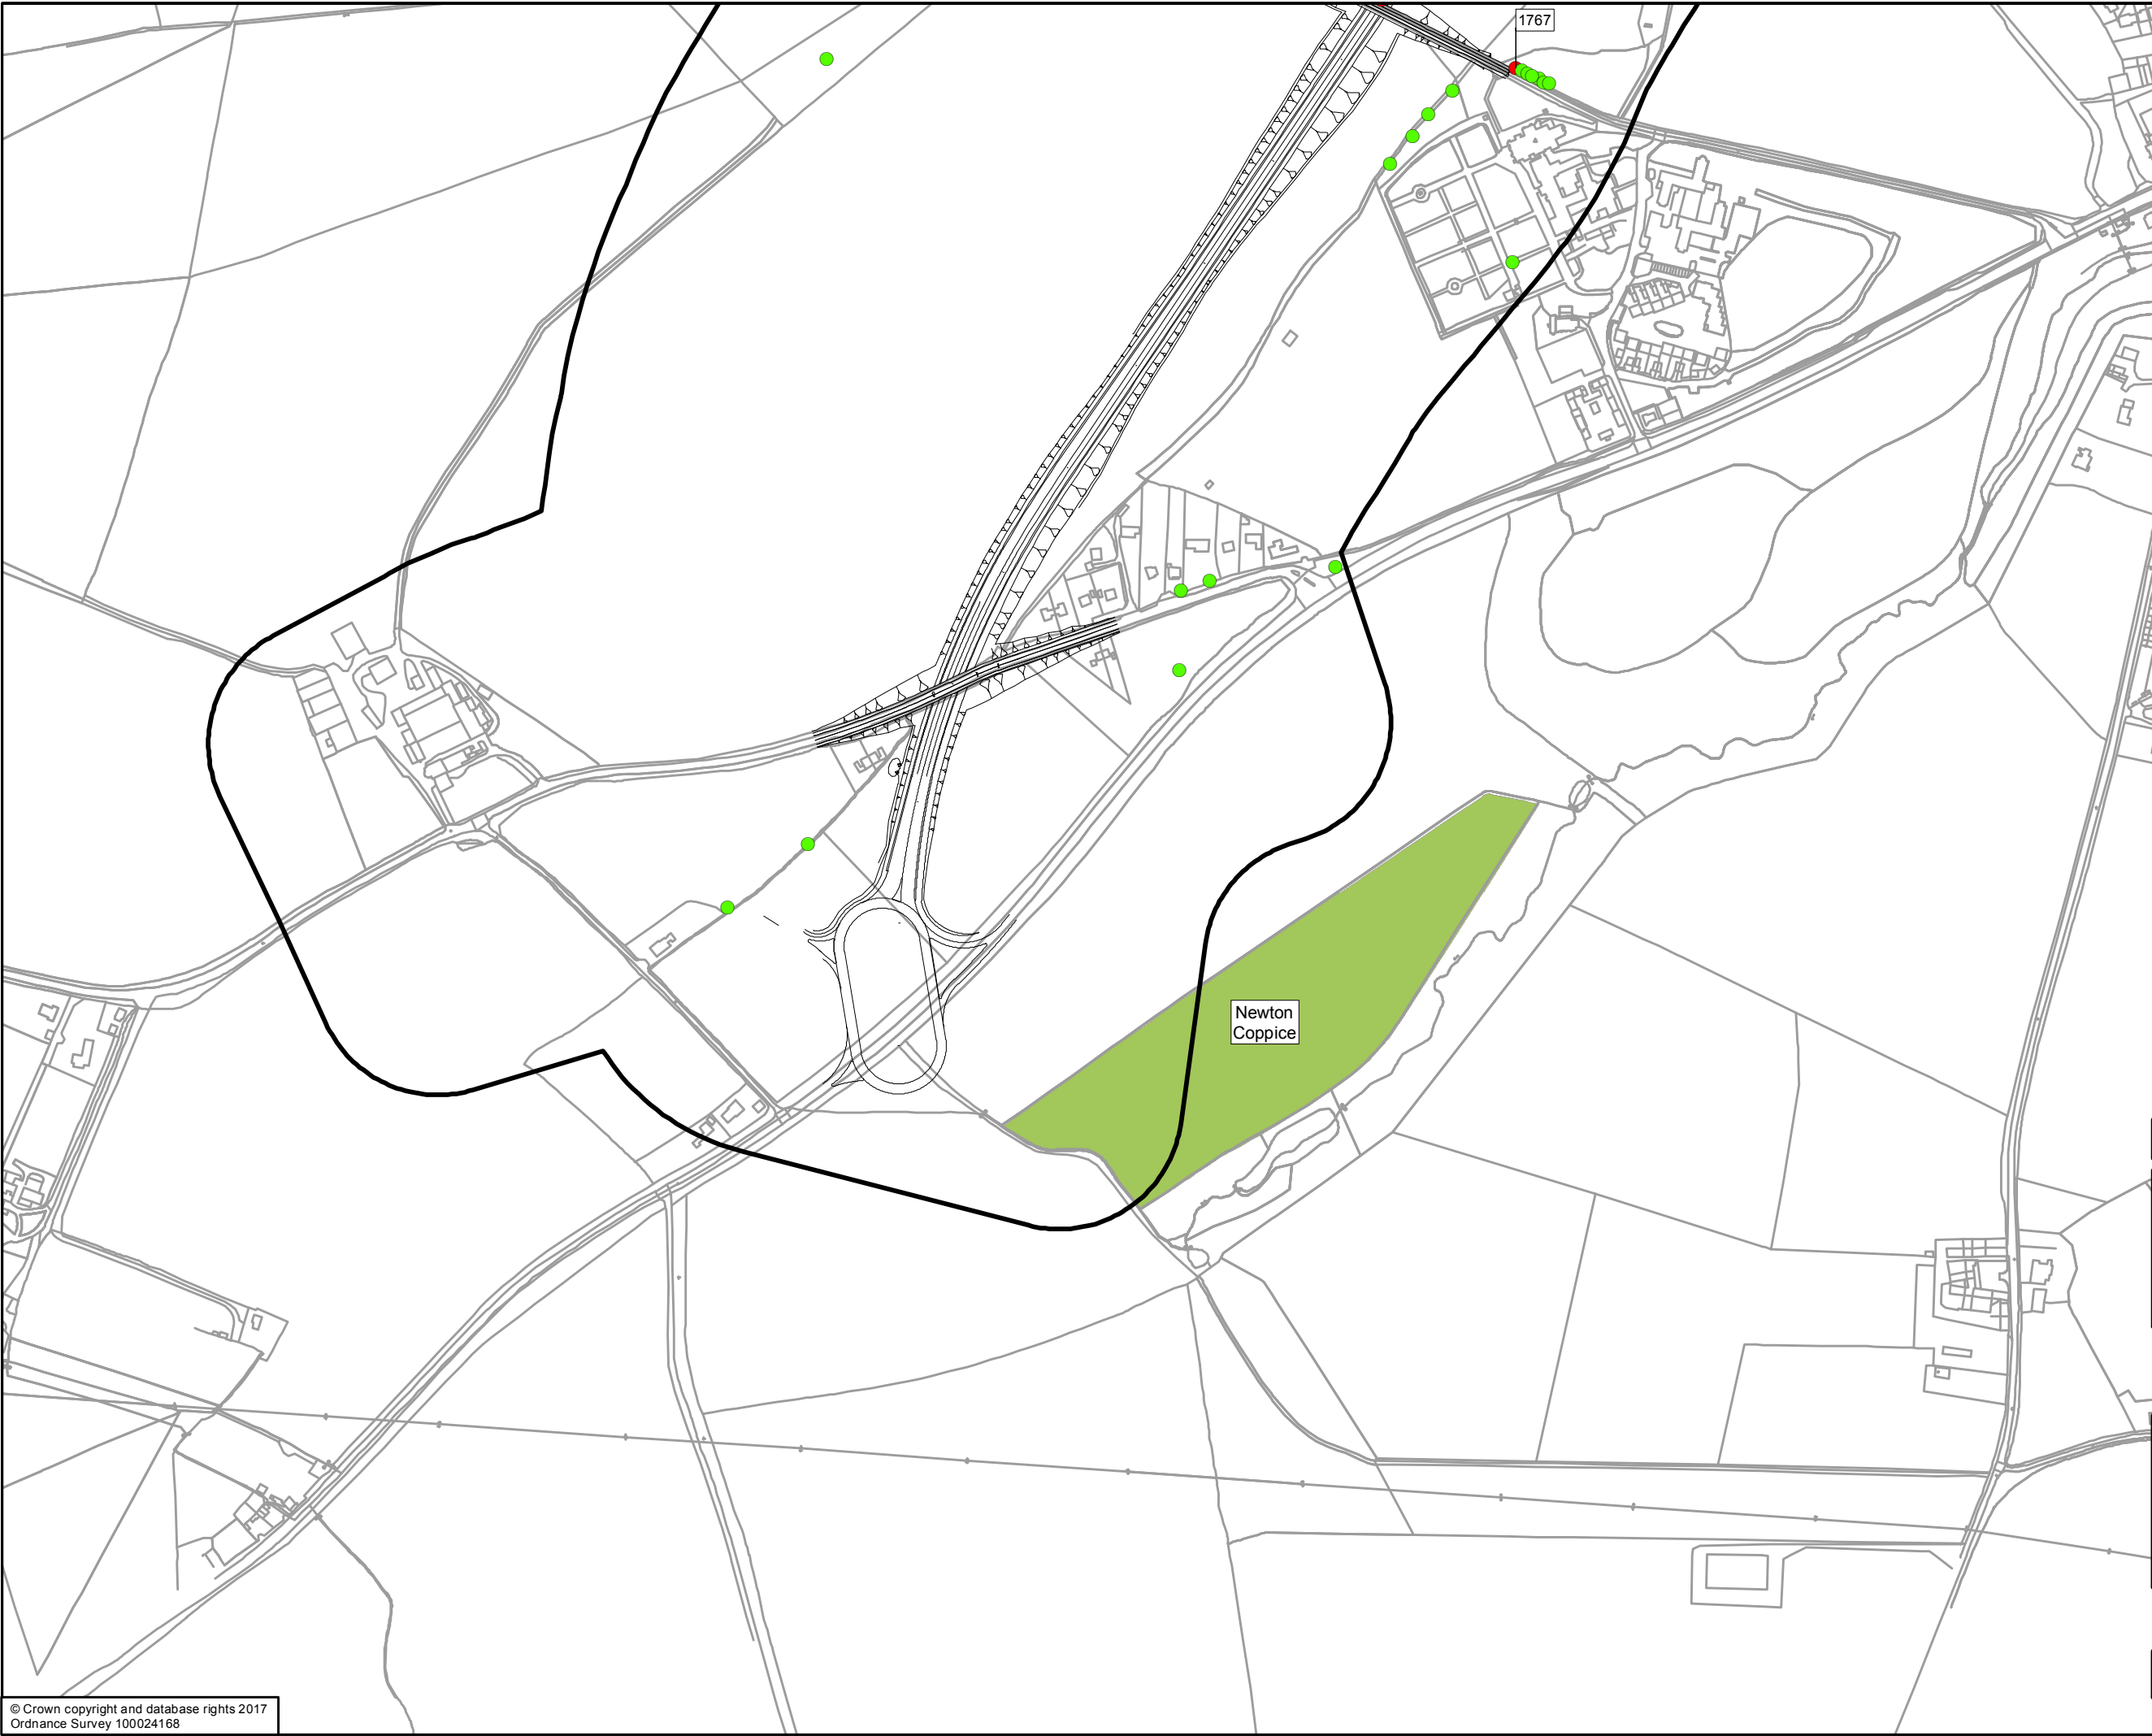 1767
Newton
Coppice
© Crown copyright and database rights 2017
Ordnance Survey 100024168